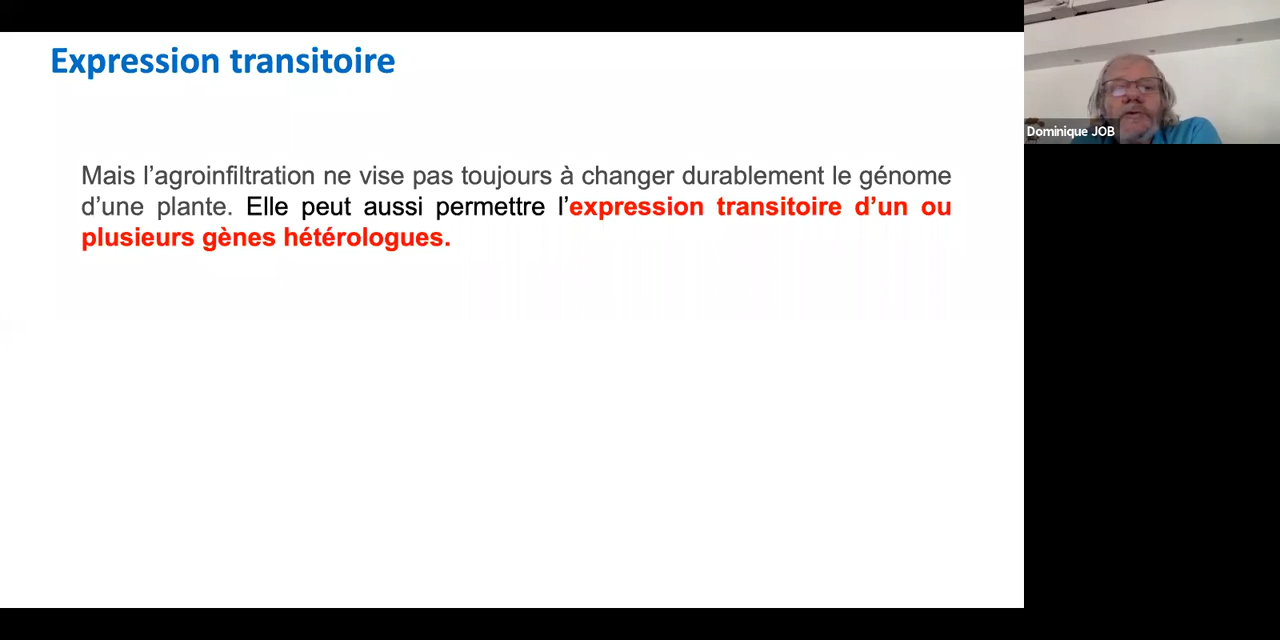 Expression transitoire
Mais l’agroinfiltration ne vise pas toujours à changer durablement le génome
d’une plante. Elle peut aussi permettre l’expression transitoire d’un ou
plusieurs gènes hétérologues.
Dominique JOB